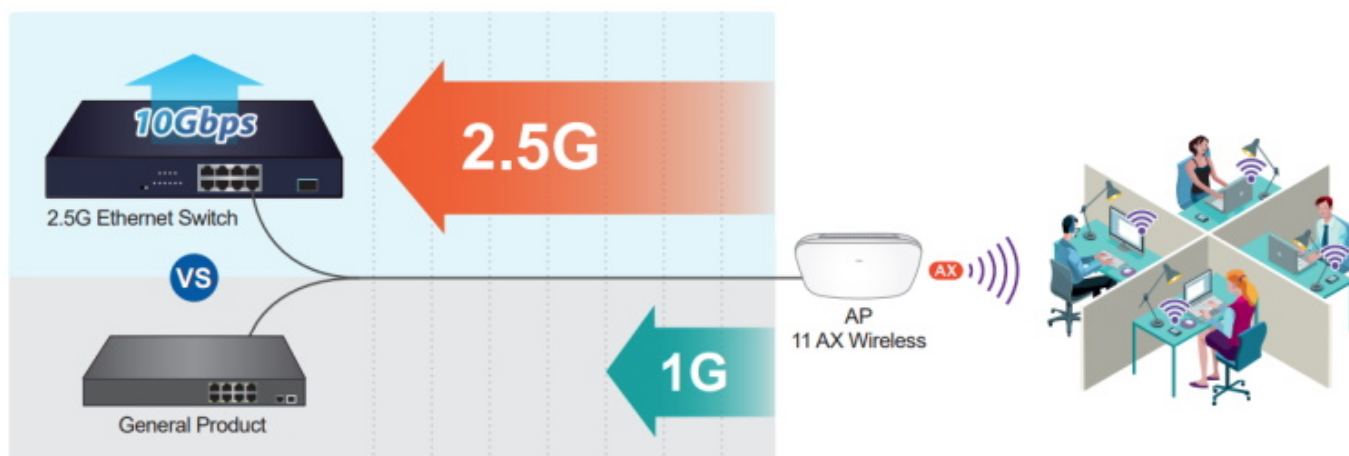 10Gbps
2.5G
2.5G Ethernet Switch
VS
AX
AP
11 AX Wireless
1G
General Product